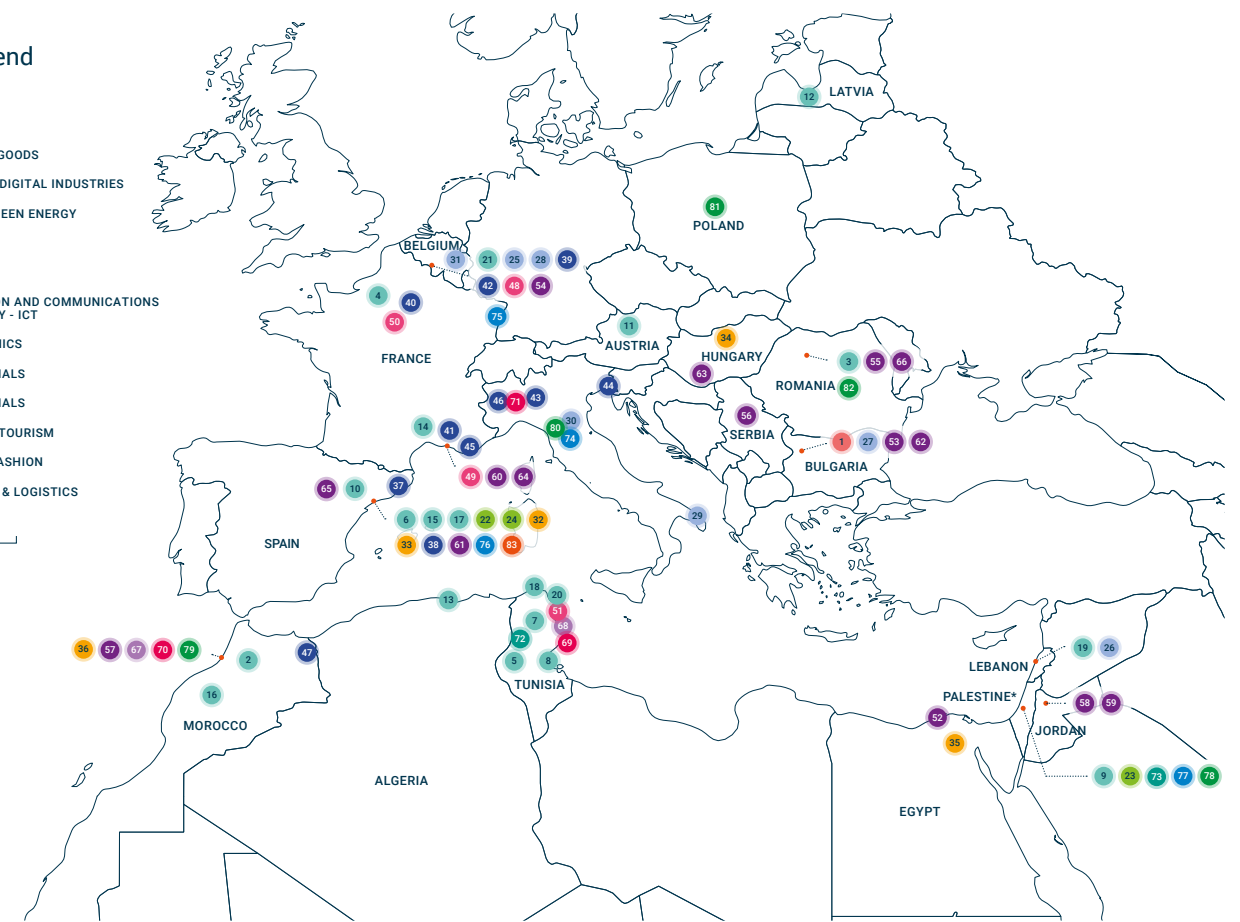 end
GOODS
DIGITAL INDUSTRIES
EEN ENERGY
N AND COMMUNICATIONS
Y - ICT
ICS
IALS
IALS
TOURISM
ASHION
& LOGISTICS
12 LATVIA
81
POLAND
BELGIUM
31 21 25 28 39
42 48 54
4 40
50
75
FRANCE
11
AUSTRIA
34
HUNGARY
63
3 55 66
ROMANIA 82
44
46 71 43
14 41
45
80 30
74
56
SERBIA
1 27 53 62
BULGARIA
49 60 64
65 10 37
6 15 17 22 24 32
33 38 61 76 83
29
SPAIN
13
18 20
51
7 68
72 69
5 8
TUNISIA
36 57 67 70 79
2 47
16
MOROCCO
19 26
LEBANON
PALESTINE*
58 59
52
JORDAN
35
9 23 73 77 78
ALGERIA
EGYPT